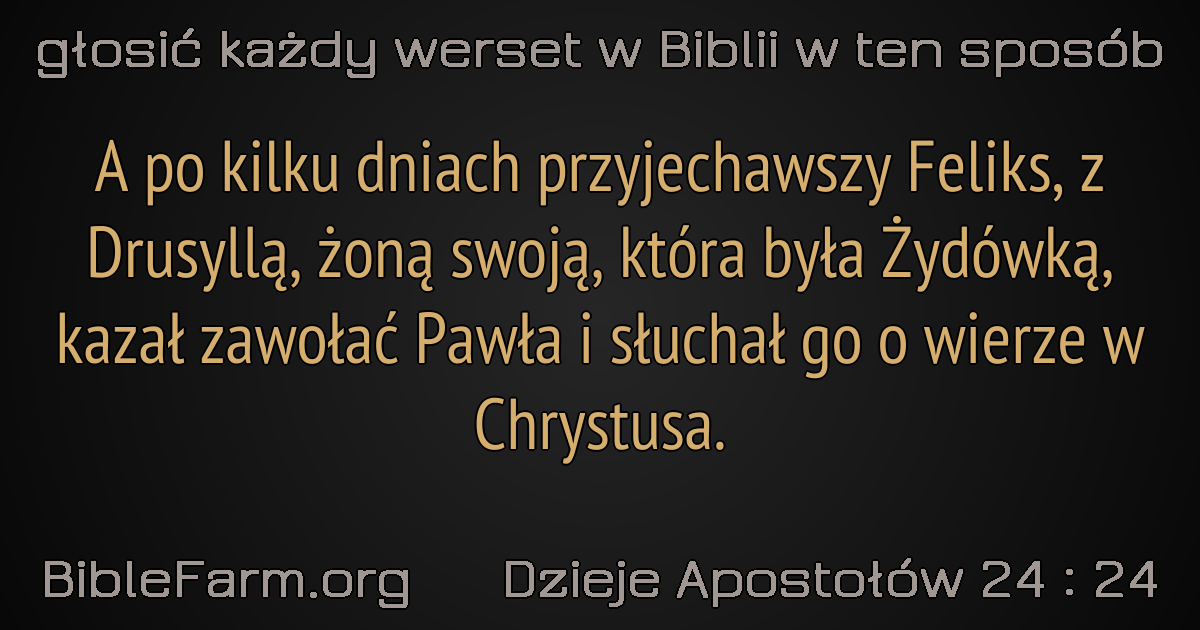 głosić każdy werset w Biblii w ten sposób
A po kilku dniach przyjechawszy Feliks, z
Drusyllą, żoną swoją, która była Żydówką,
kazał zawołać Pawła i słuchał go o wierze w
Chrystusa.
BibleFarm.org Dzieje Apostołów 24 : 24